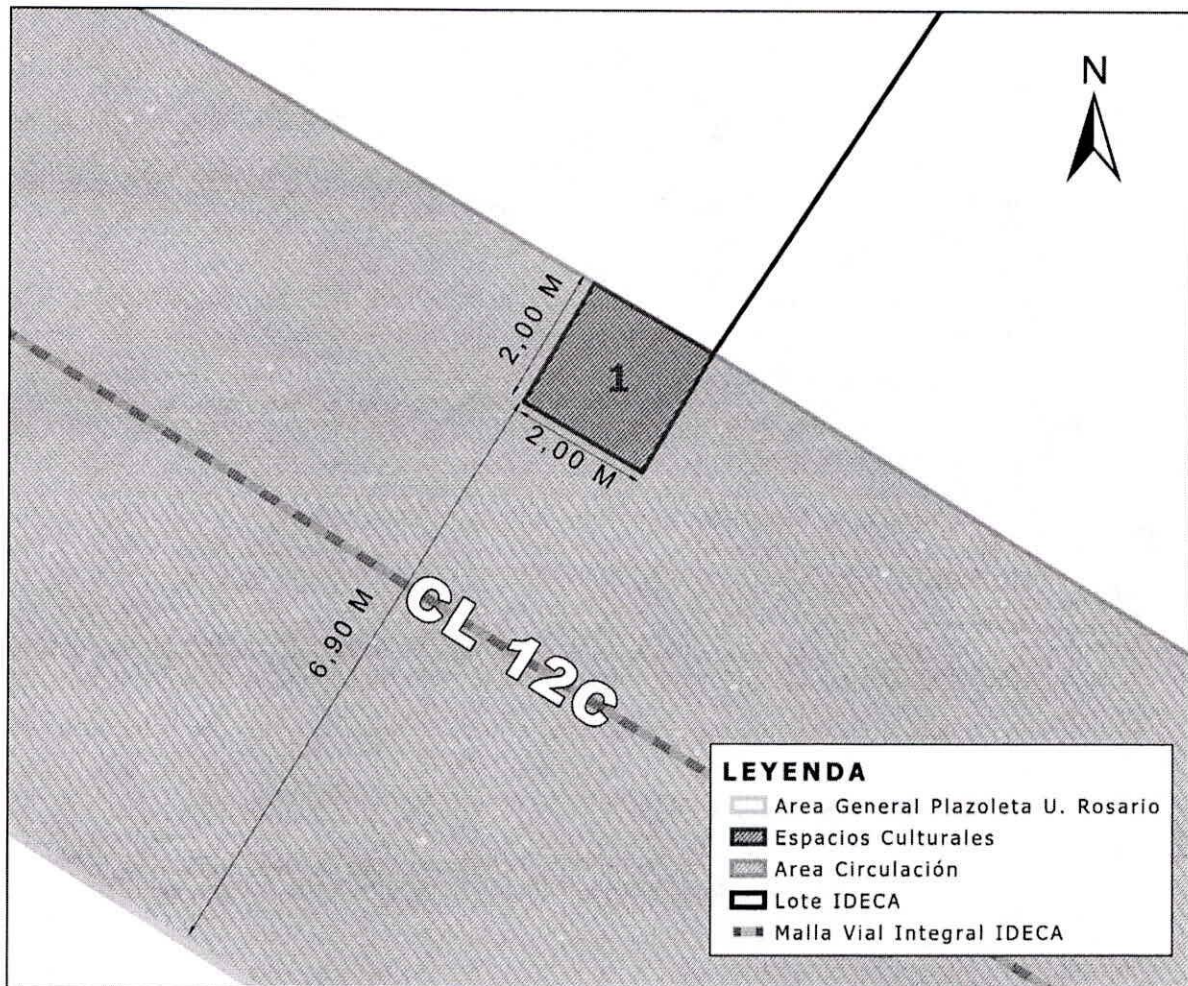 N
2,00 M
1
2,00 M
6,90 M
CL 12C
LEYENDA
Area General Plazoleta U. Rosario
Espacios Culturales
Area Circulación
Lote IDECA
Malla Vial Integral IDECA